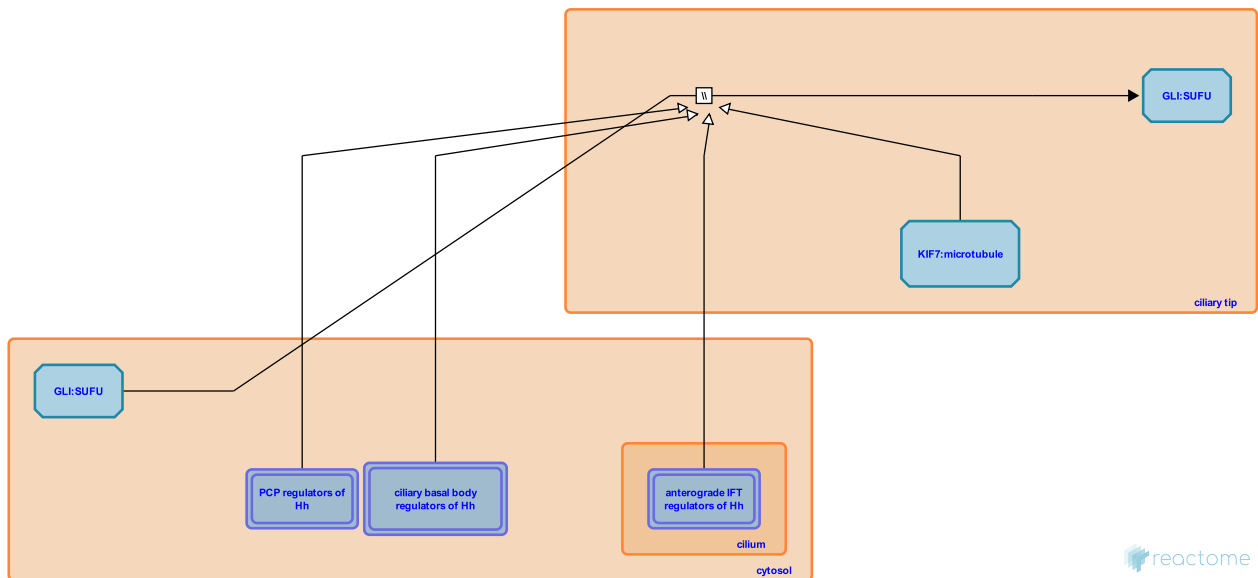 \\
GLI:SUFU
KIF7:microtubule
ciliary tip
GLI:SUFU
PCP regulators of
Hh
ciliary basal body
regulators of Hh
anterograde IFT
regulators of Hh
cilium
cytosol
reactome